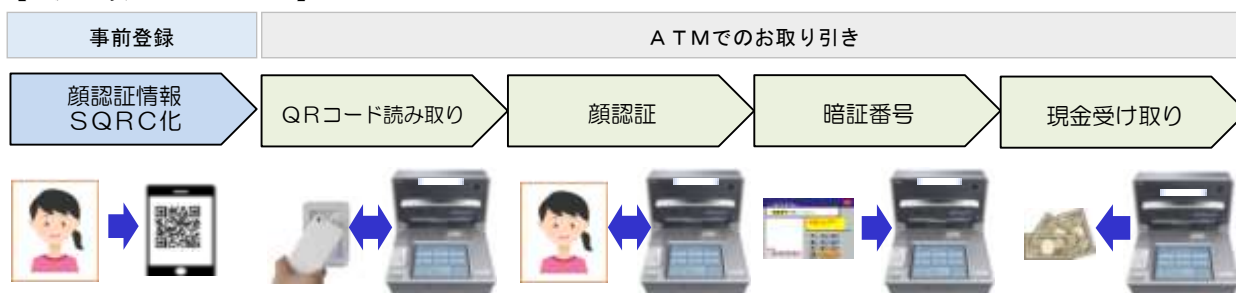 事前登録
ATMでのお取り引き
顔認証情報
SQRC化
QRコード読み取り
顔認証
暗証番号
現金受け取り